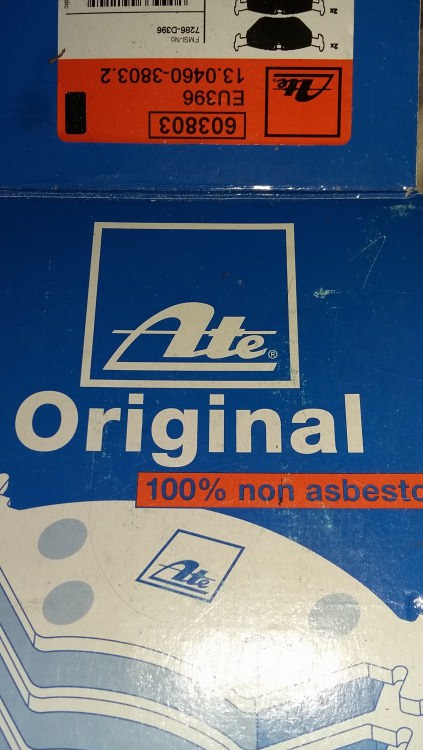 603803
EU396
13.0460-3803.2
Ate
FMSI-No.
7286-D396
2x
2x
Ate®
Original
100% non asbesto
Ate